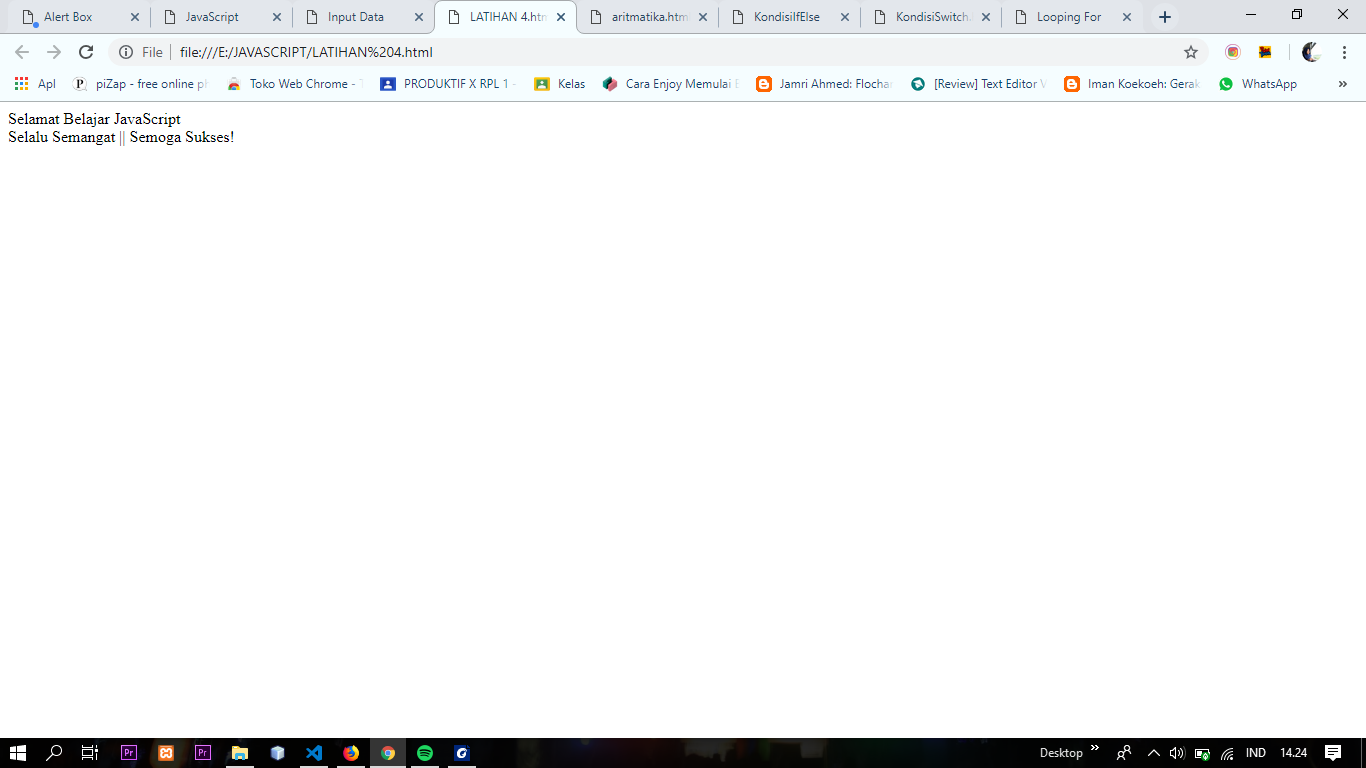 Alert Box
JavaScript
Input Data
LATIHAN 4.htm
aritmatika.htm
KondisiIfElse
KondisiSwitch
Looping For
File
file:///E:/JAVASCRIPT/LATIHAN%204.html
Apl
piZap - free online
Toko Web Chrome -
PRODUKTIF X RPL 1 -
Kelas
Cara Enjoy Memulai
Jamri Ahmed: Flochar
[Review] Text Editor
Iman Koekoeh: Gerak
WhatsApp
»
Selamat Belajar JavaScript
Selalu Semangat || Semoga Sukses!
Pr
Pr
Desktop »
IND
14.24